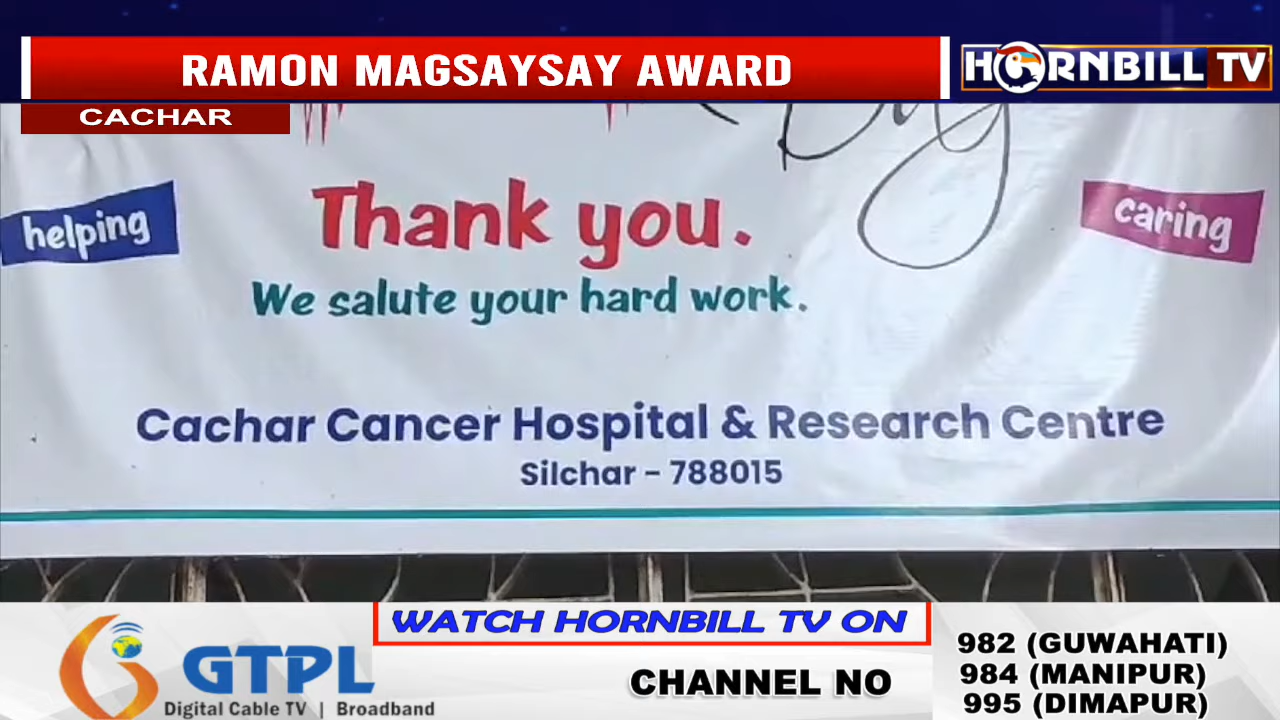 RAMON MAGSAYSAY AWARD
HORNBILL TV
CACHAR
helping
Thank you.
caring
We salute your hard work.
Cachar Cancer Hospital & Research Centre
Silchar - 788015
WATCH HORNBILL TV ON
GTPL
Digital Cable TV | Broadband
CHANNEL NO
982 (GUWAHATI)
984 (MANIPUR)
995 (DIMAPUR)